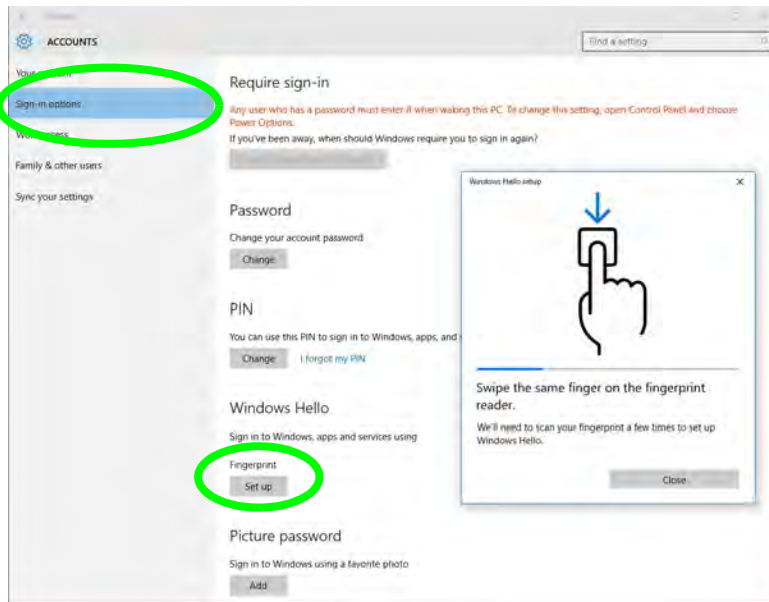 ACCOUNTS
Find a setting
Sign-in options
Family & other users
Sync your settings
Require sign-in
Any user who has a password must enter it when waking this PC. To change this setting, open Control Panel and choose
Power Options.
If you've been away, when should Windows require you to sign in again?
Password
Change your account password
Change
PIN
You can use this PIN to sign in to Windows, apps, and
Change
I forgot my PIN
Windows Hello
Sign in to Windows, apps and services using
Fingerprint
Set up
Picture password
Sign in to Windows using a favorite photo
Add
Windows Hello setup
Swipe the same finger on the fingerprint
reader.
We'll need to scan your fingerprint a few times to set up
Windows Hello.
Close